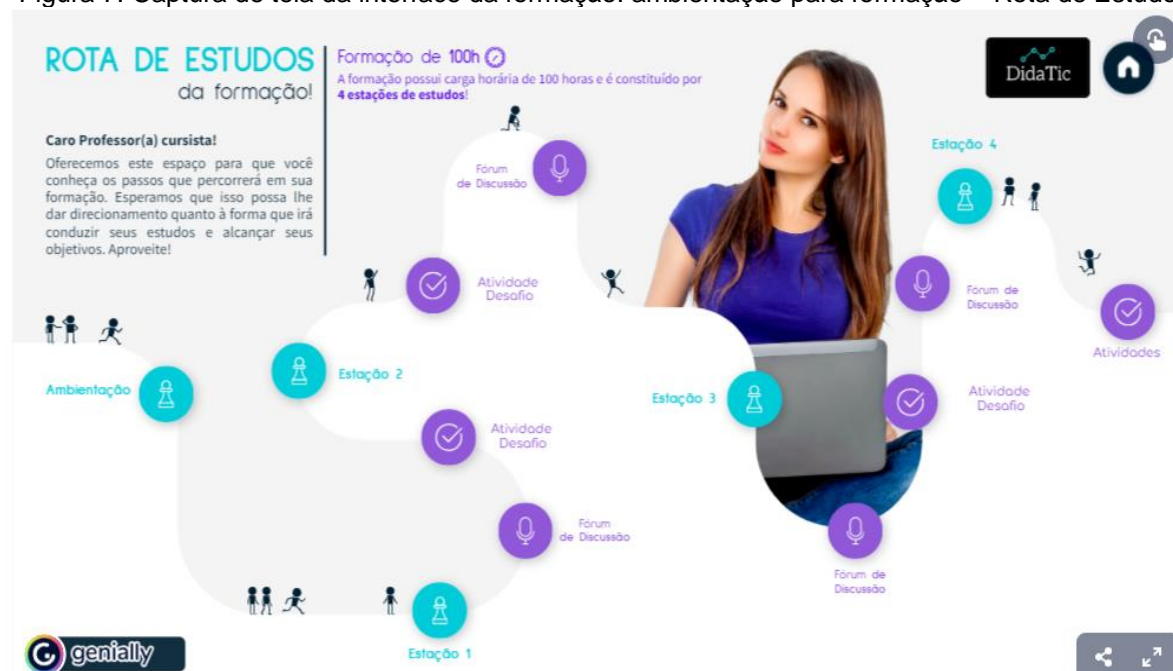 Figura 7: Captura de tela da interface da formação: ambientação para formação – Rota de Estudo
ROTA DE ESTUDOS
da formação!
Caro Professor(a) cursista!
Oferecemos este espaço para que você
conheça os passos que percorrerá em sua
formação. Esperamos que isso possa lhe
dar direcionamento quanto à forma que irá
conduzir seus estudos e alcançar seus
objetivos. Aproveite!
Formação de 100h
A formação possui carga horária de 100 horas e é constituído por
4 estações de estudos!
DidaTic
Ambientação
Estação 1
Fórum
de Discussão
Atividade
Desafio
Estação 2
Atividade
Desafio
Fórum
de Discussão
Estação 3
Fórum de
Discussão
Atividade
Desafio
Fórum de
Discussão
Estação 4
Atividades
genially